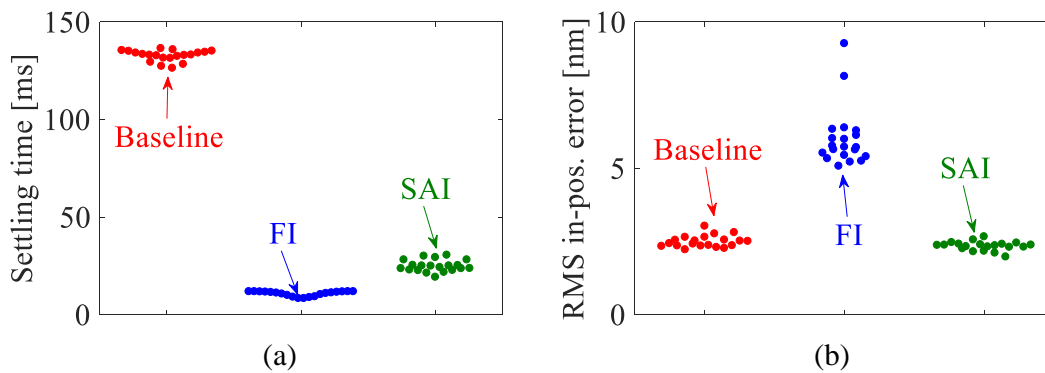 Settling time [ms]
150
100
50
0
Baseline
FI
SAI
(a)
RMS in-pos. error [nm]
10
5
0
Baseline
FI
SAI
(b)